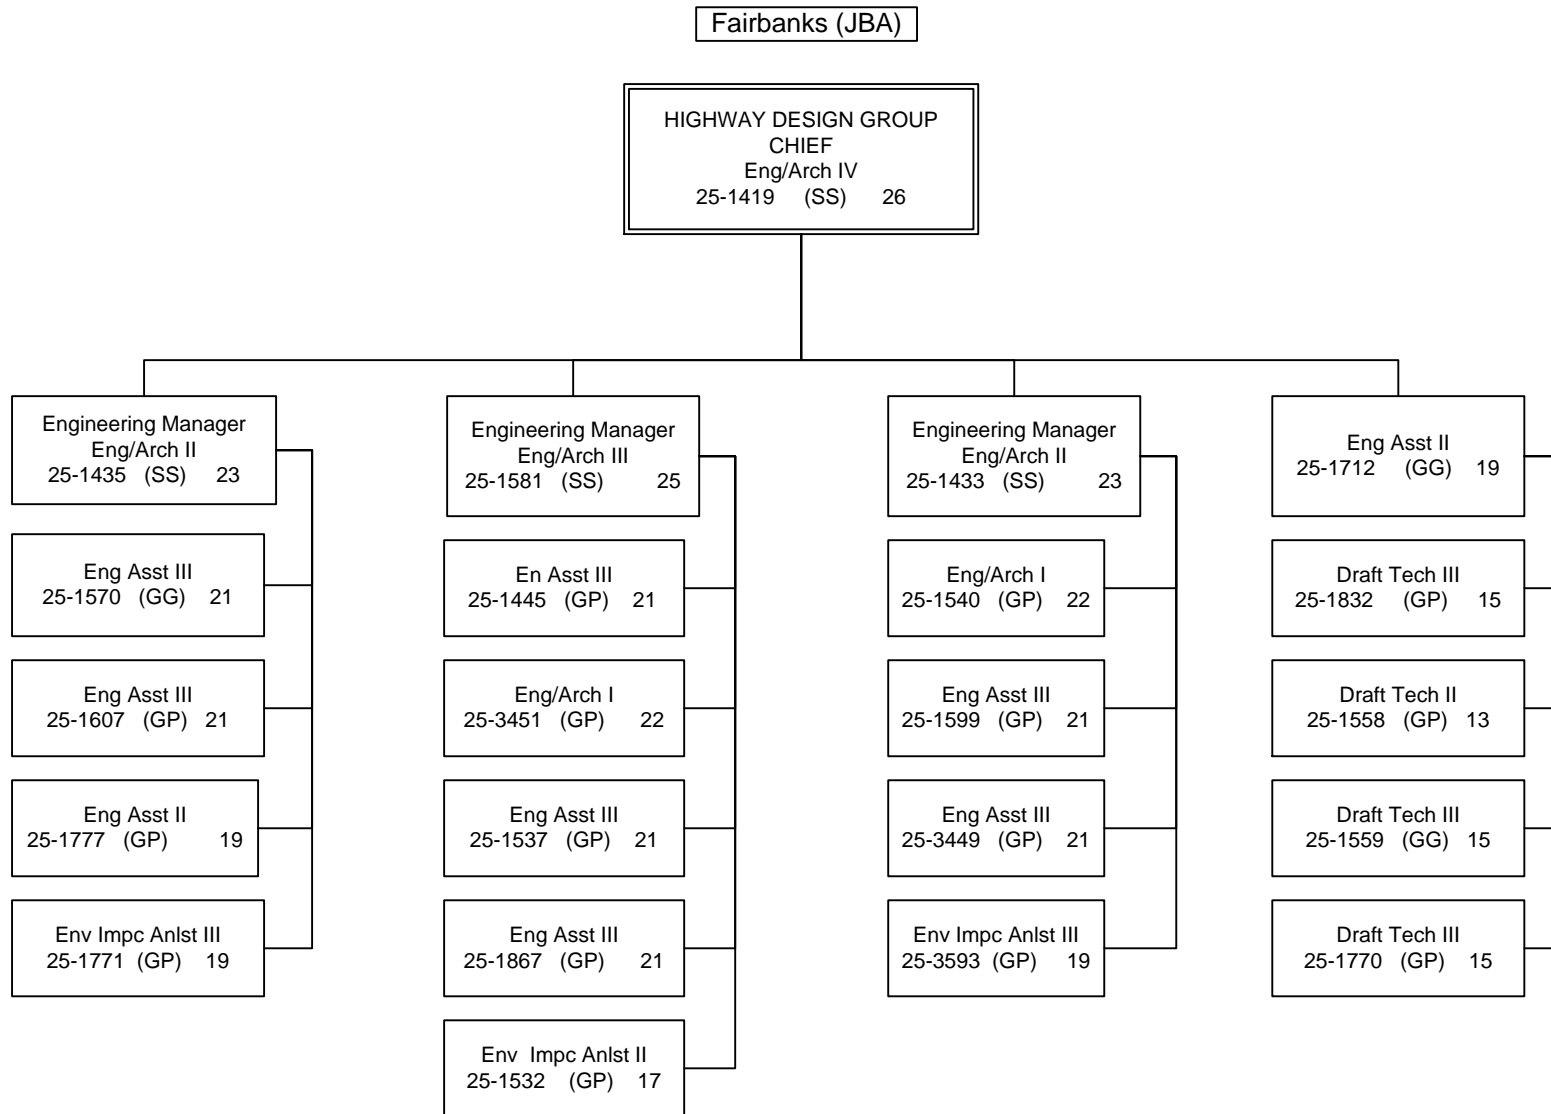 Fairbanks (JBA)
HIGHWAY DESIGN GROUP
CHIEF
Eng/Arch IV
25-1419 (SS) 26
Engineering Manager
Eng/Arch II
25-1435 (SS) 23
Eng Asst III
25-1570 (GG) 21
Eng Asst III
25-1607 (GP) 21
Eng Asst II
25-1777 (GP) 19
Env Impc Anlst III
25-1771 (GP) 19
Engineering Manager
Eng/Arch III
25-1581 (SS) 25
En Asst III
25-1445 (GP) 21
Eng/Arch I
25-3451 (GP) 22
Eng Asst III
25-1537 (GP) 21
Eng Asst III
25-1867 (GP) 21
Env Impc Anlst II
25-1532 (GP) 17
Engineering Manager
Eng/Arch II
25-1433 (SS) 23
Eng/Arch I
25-1540 (GP) 22
Eng Asst III
25-1599 (GP) 21
Eng Asst III
25-3449 (GP) 21
Env Impc Anlst III
25-3593 (GP) 19
Eng Asst II
25-1712 (GG) 19
Draft Tech III
25-1832 (GP) 15
Draft Tech II
25-1558 (GP) 13
Draft Tech III
25-1559 (GG) 15
Draft Tech III
25-1770 (GP) 15